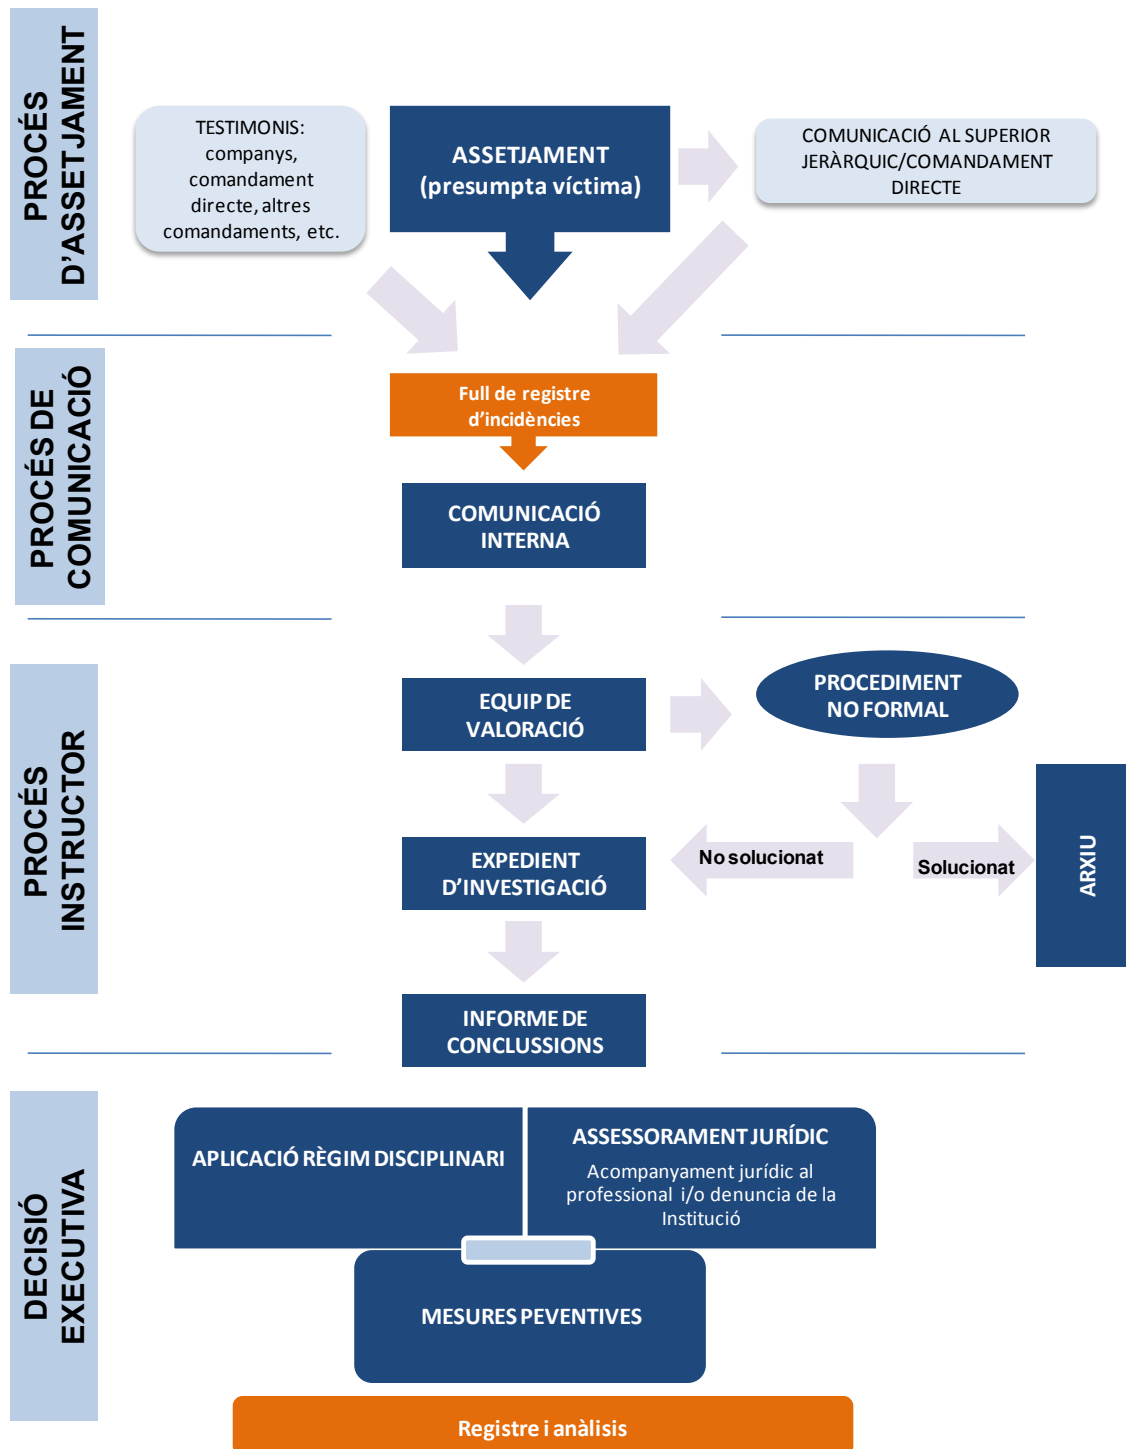 PROCÉS
D'ASSETJAMENT
TESTIMONIS:
companys,
comandament
directe, altres
comandaments, etc.
ASSETJAMENT
(presumpta víctima)
COMUNICACIÓ AL SUPERIOR
JERÀRQUIC/COMANDAMENT
DIRECTE
PROCÉS DE
COMUNICACIÓ
Full de registre
d'incidències
COMUNICACIÓ
INTERNA
PROCÉS
INSTRUCTOR
EQUIP DE
VALORACIÓ
PROCEDIMENT
NO FORMAL
EXPEDIENT
D'INVESTIGACIÓ
No solucionat
Solucionat
ARXIU
INFORME DE
CONCLUSSIONS
DECISIÓ
EXECUTIVA
APLICACIÓ RÈGIM DISCIPLINARI
ASSESSORAMENT JURÍDIC
Acompanyament jurídic al
professional i/o denuncia de la
Institució
MESURES PEVENTIVES
Registre i anàlisis